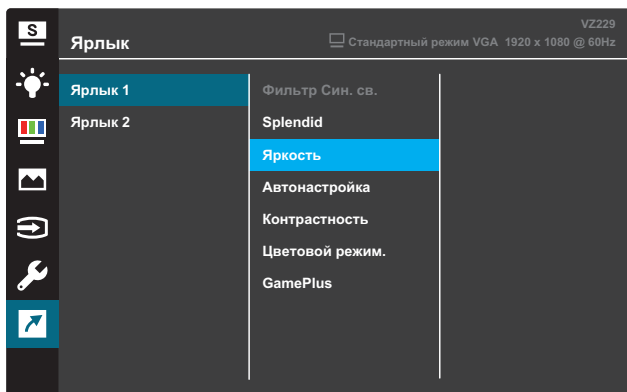 S
VZ229
Ярлык
Стандартный режим VGA 1920 x 1080 @ 60Hz
Ярлык 1
Ярлык 2
Фильтр Син. св.
Splendid
Яркость
Автонастройка
Контрастность
Цветовой режим.
GamePlus